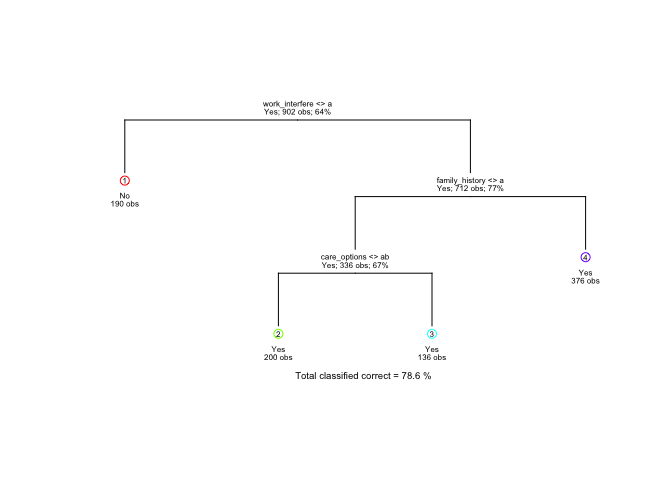 work_interfere <> a
Yes; 902 obs; 64%
1
No
190 obs
family_history <> a
Yes; 712 obs; 77%
care_options <> ab
Yes; 336 obs; 67%
4
Yes
376 obs
2
Yes
200 obs
3
Yes
136 obs
Total classified correct = 78.6 %